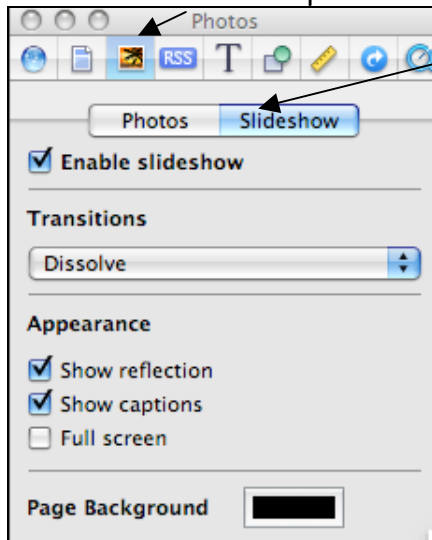 Photos
RSS T
Photos Slideshow
Enable slideshow
Transitions
Dissolve
Appearance
Show reflection
Show captions
Full screen
Page Background